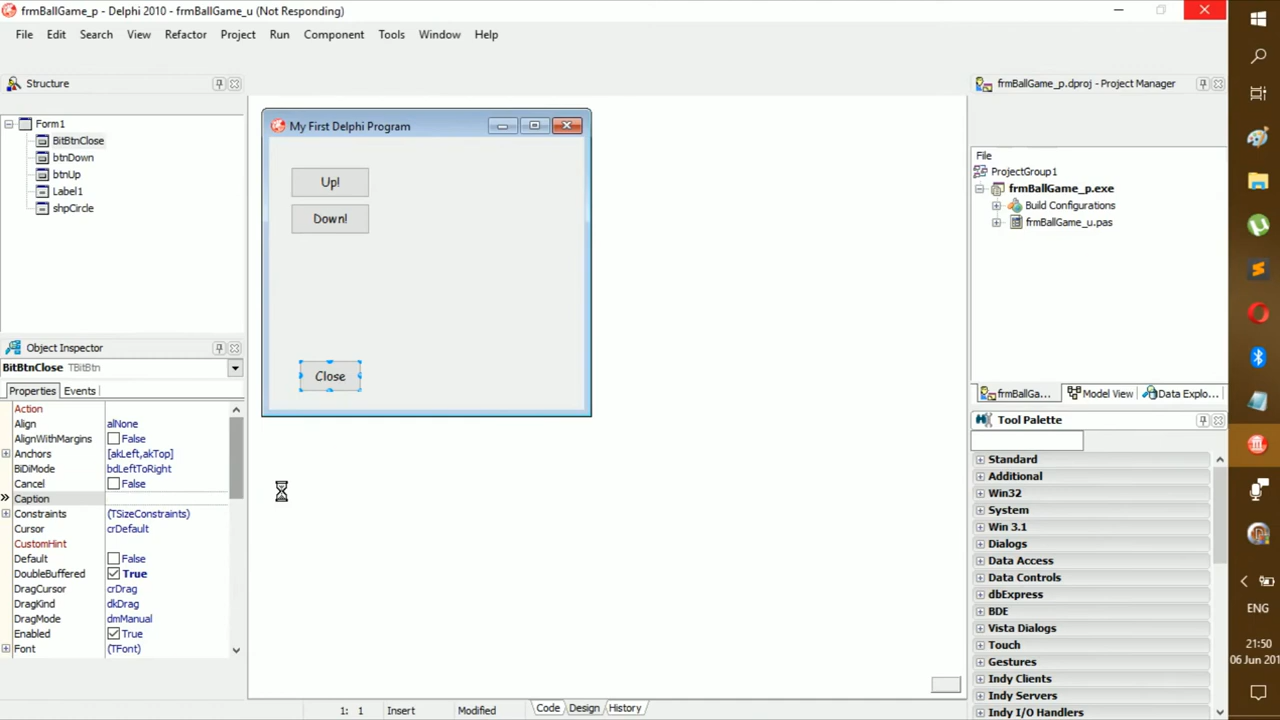 frmBallGame_p - Delphi 2010 - frmBallGame_u (Not Responding)
File Edit Search View Refactor Project Run Component Tools Window Help
Structure
Form1
BitBtnClose
btnDown
btnUp
Label1
shpCircle
Object Inspector
BitBtnClose TBitBtn
Properties Events
Action
Align alNone
AlignWithMargins False
Anchors [akLeft,akTop]
BiDiMode bdLeftToRight
Cancel False
Caption
Constraints (TSizeConstraints)
Cursor crDefault
CustomHint
Default False
DoubleBuffered True
DragCursor crDrag
DragKind dkDrag
DragMode dmManual
Enabled True
Font (TFont)
My First Delphi Program
Up!
Down!
Close
1: 1 Insert Modified Code Design History
frmBallGame_p.dproj - Project Manager
File
ProjectGroup1
frmBallGame_p.exe
Build Configurations
frmBallGame_u.pas
frmBallGa... Model View Data Explo...
Tool Palette
Standard
Additional
Win32
System
Win 3.1
Dialogs
Data Access
Data Controls
dbExpress
BDE
Vista Dialogs
Touch
Gestures
Indy Clients
Indy Servers
Indy I/O Handlers
ENG
21:50
06 Jun 201